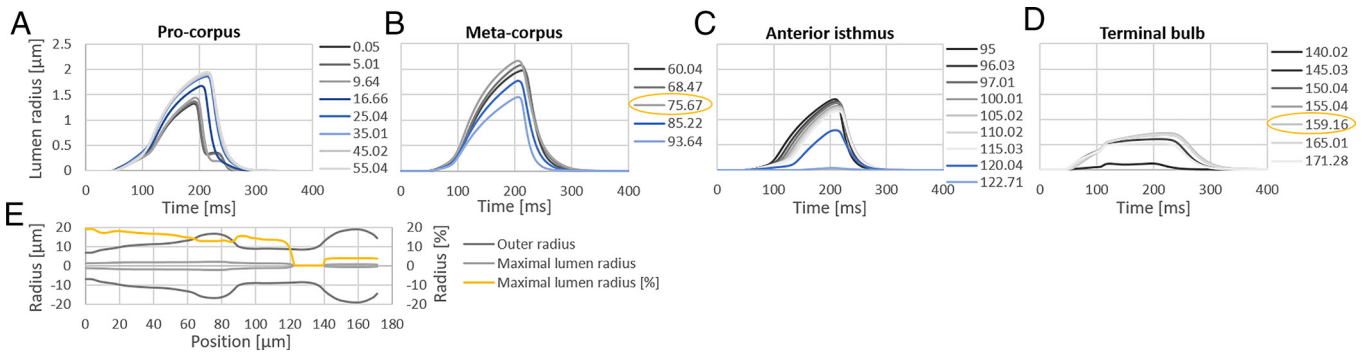 A
Pro-corpus
Lumen radius [µm]
2.5
2
1.5
1
0.5
0
0 100 200 300 400
Time [ms]
0.05
5.01
9.64
16.66
25.04
35.01
45.02
55.04
B
Meta-corpus
0 100 200 300 400
Time [ms]
60.04
68.47
75.67
85.22
93.64
C
Anterior isthmus
0 100 200 300 400
Time [ms]
95
96.03
97.01
100.01
105.02
110.02
115.03
120.04
122.71
D
Terminal bulb
0 100 200 300 400
Time [ms]
140.02
145.03
150.04
155.04
159.16
165.01
171.28
E
Radius [µm]
20
10
0
-10
-20
0 20 40 60 80 100 120 140 160 180
Position [µm]
20
10
0
-10
-20
Radius [%]
Outer radius
Maximal lumen radius
Maximal lumen radius [%]